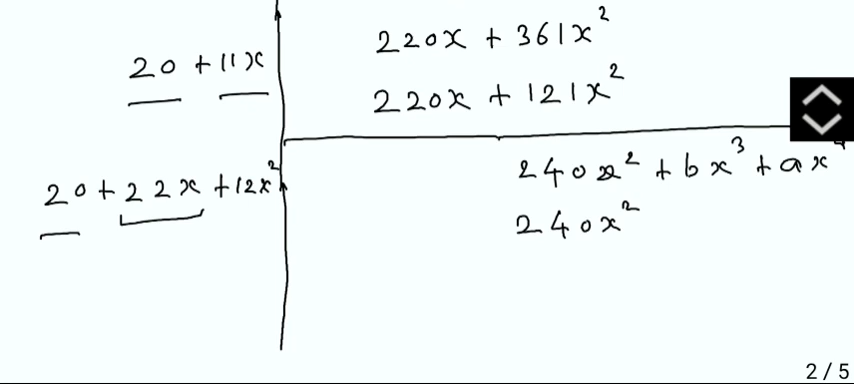 220x + 361x²
20 + 11x
220x + 121x²
240x² + bx³ + ax⁴
20 + 22x + 12x²
240x²
2 / 5